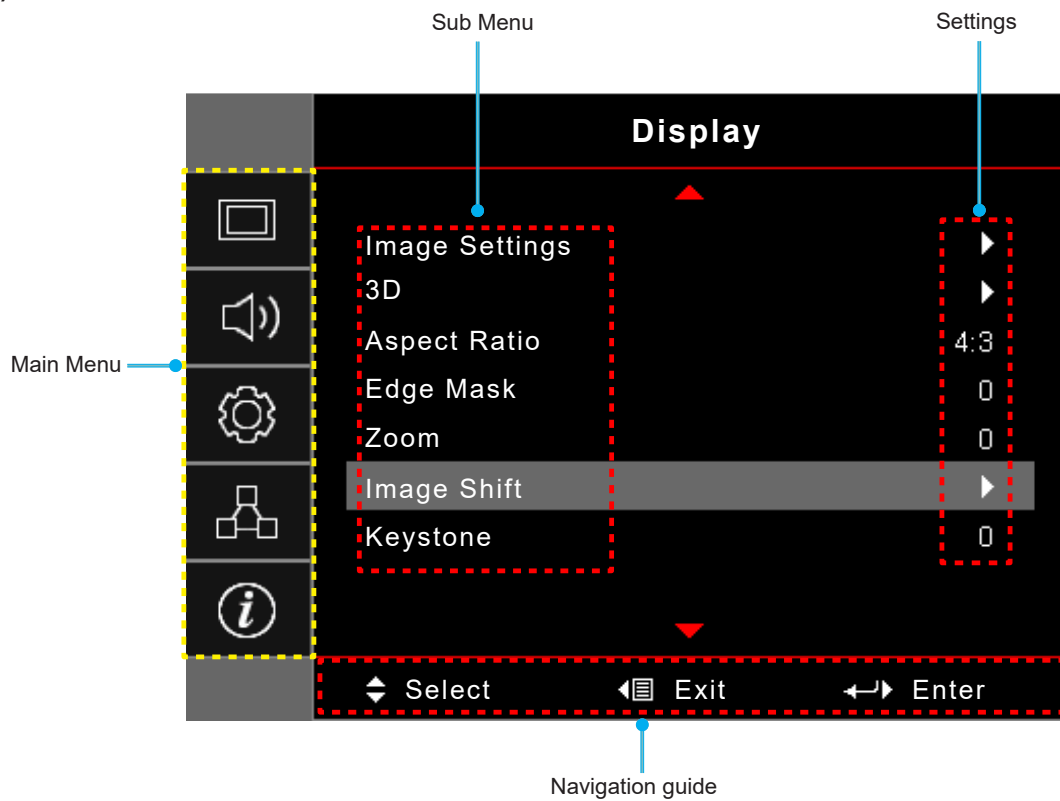 Sub Menu Settings
Display
Image Settings
3D
Aspect Ratio 4:3
Main Menu
Edge Mask 0
Zoom 0
Image Shift
Keystone 0
i
Select Exit Enter
Navigation guide